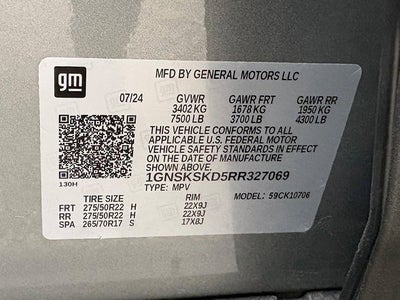 gm
MFD BY GENERAL MOTORS LLC
07/24 GVWR GAWR FRT GAWR RR
3402 KG 1678 KG 1950 KG
7500 LB 3700 LB 4300 LB
THIS VEHICLE CONFORMS TO ALL
APPLICABLE U.S. FEDERAL MOTOR
VEHICLE SAFETY STANDARDS IN EFFECT
ON THE DATE OF MANUFACTURE
SHOWN ABOVE.
1GNSKSKD5RR327069
130H TYPE: MPV MODEL: 59CK10706
TIRE SIZE RIM
FRT 275/50R22 H 22X9J
RR 275/50R22 H 22X9J
SPA 265/70R17 S 17X8J